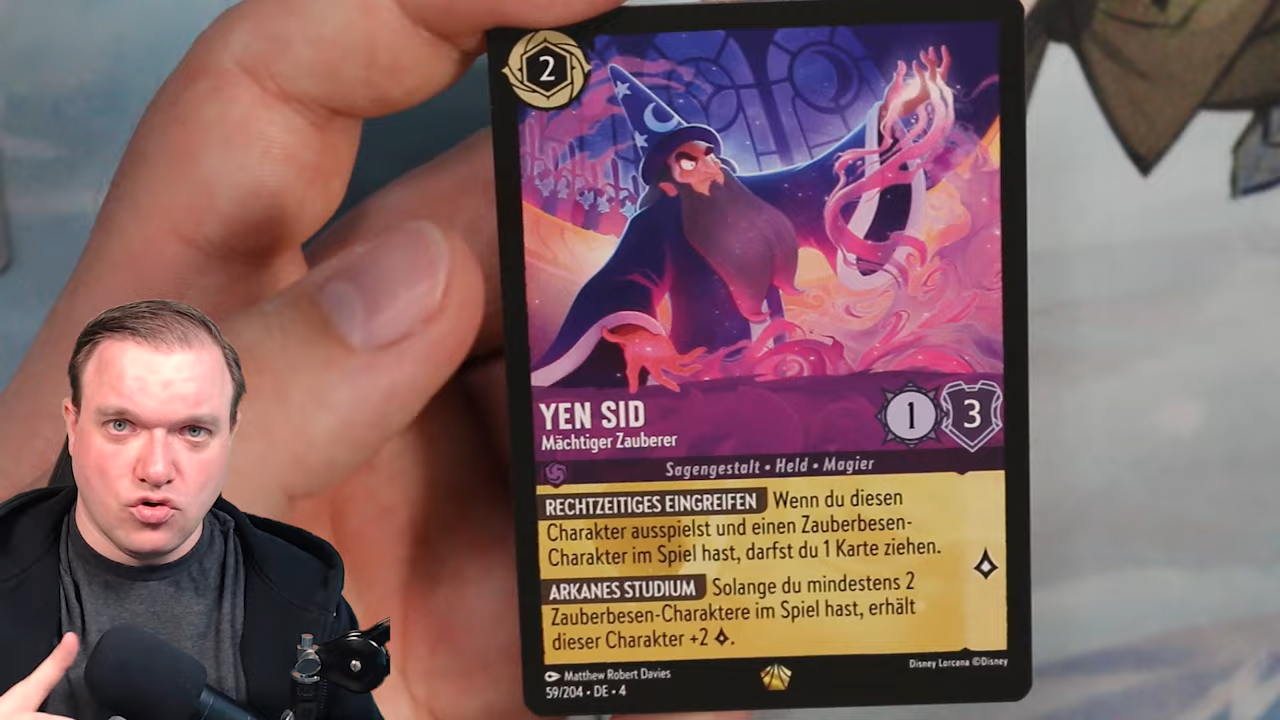 2
YEN SID
Mächtiger Zauberer
1
3
Sagengestalt • Held • Magier
RECHTZEITIGES EINGREIFEN Wenn du diesen
Charakter ausspielst und einen Zauberbesen-
Charakter im Spiel hast, darfst du 1 Karte ziehen.
ARKANES STUDIUM Solange du mindestens 2
Zauberbesen-Charaktere im Spiel hast, erhält
dieser Charakter +2 .
Matthew Robert Davies
59/204 • DE • 4
Disney Lorcana ©Disney